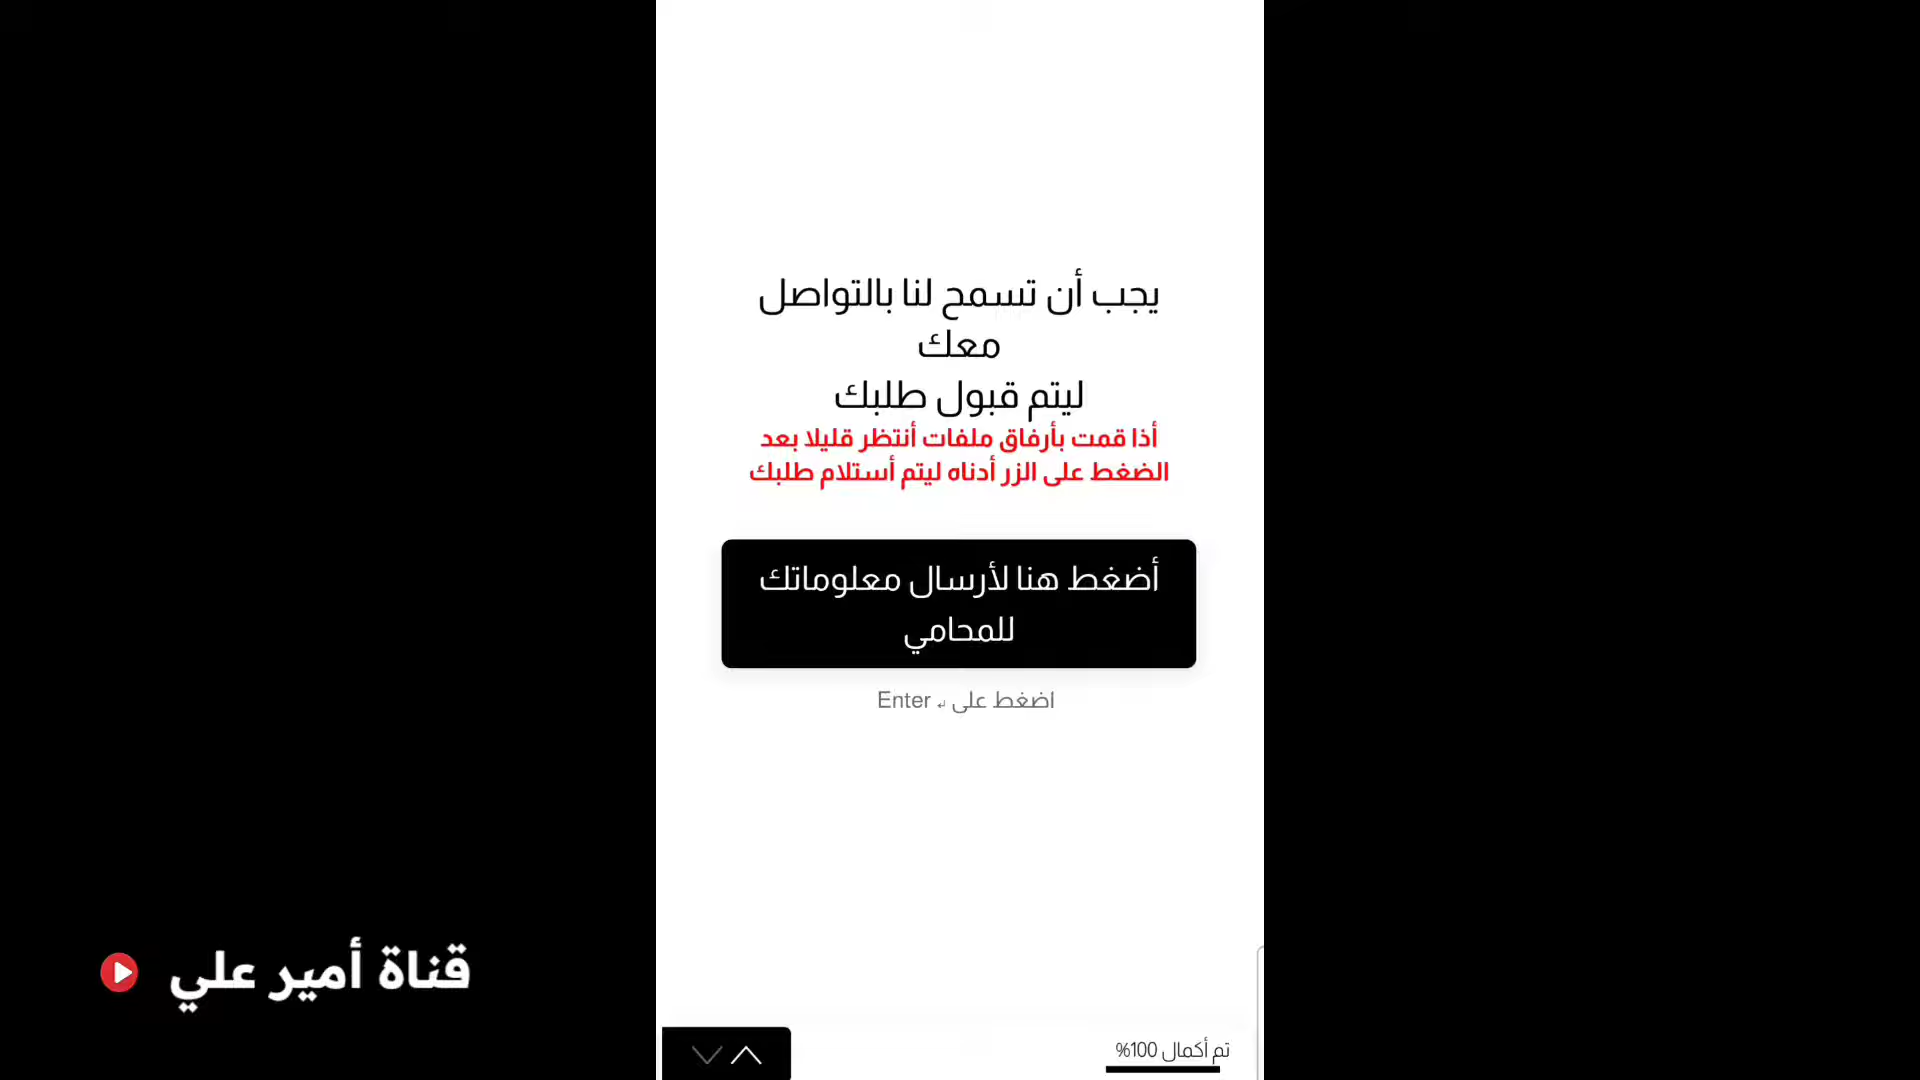 يجب أن تسمح لنا بالتواصل
معك
ليتم قبول طلبك
أذا قمت بأرفاق ملفات أنتظر قليلا بعد
الضغط على الزر أدناه ليتم أستلام طلبك
أضغط هنا لأرسال معلوماتك
للمحامي
اضغط على Enter ↵
قناة أمير علي
تم أكمال 100%